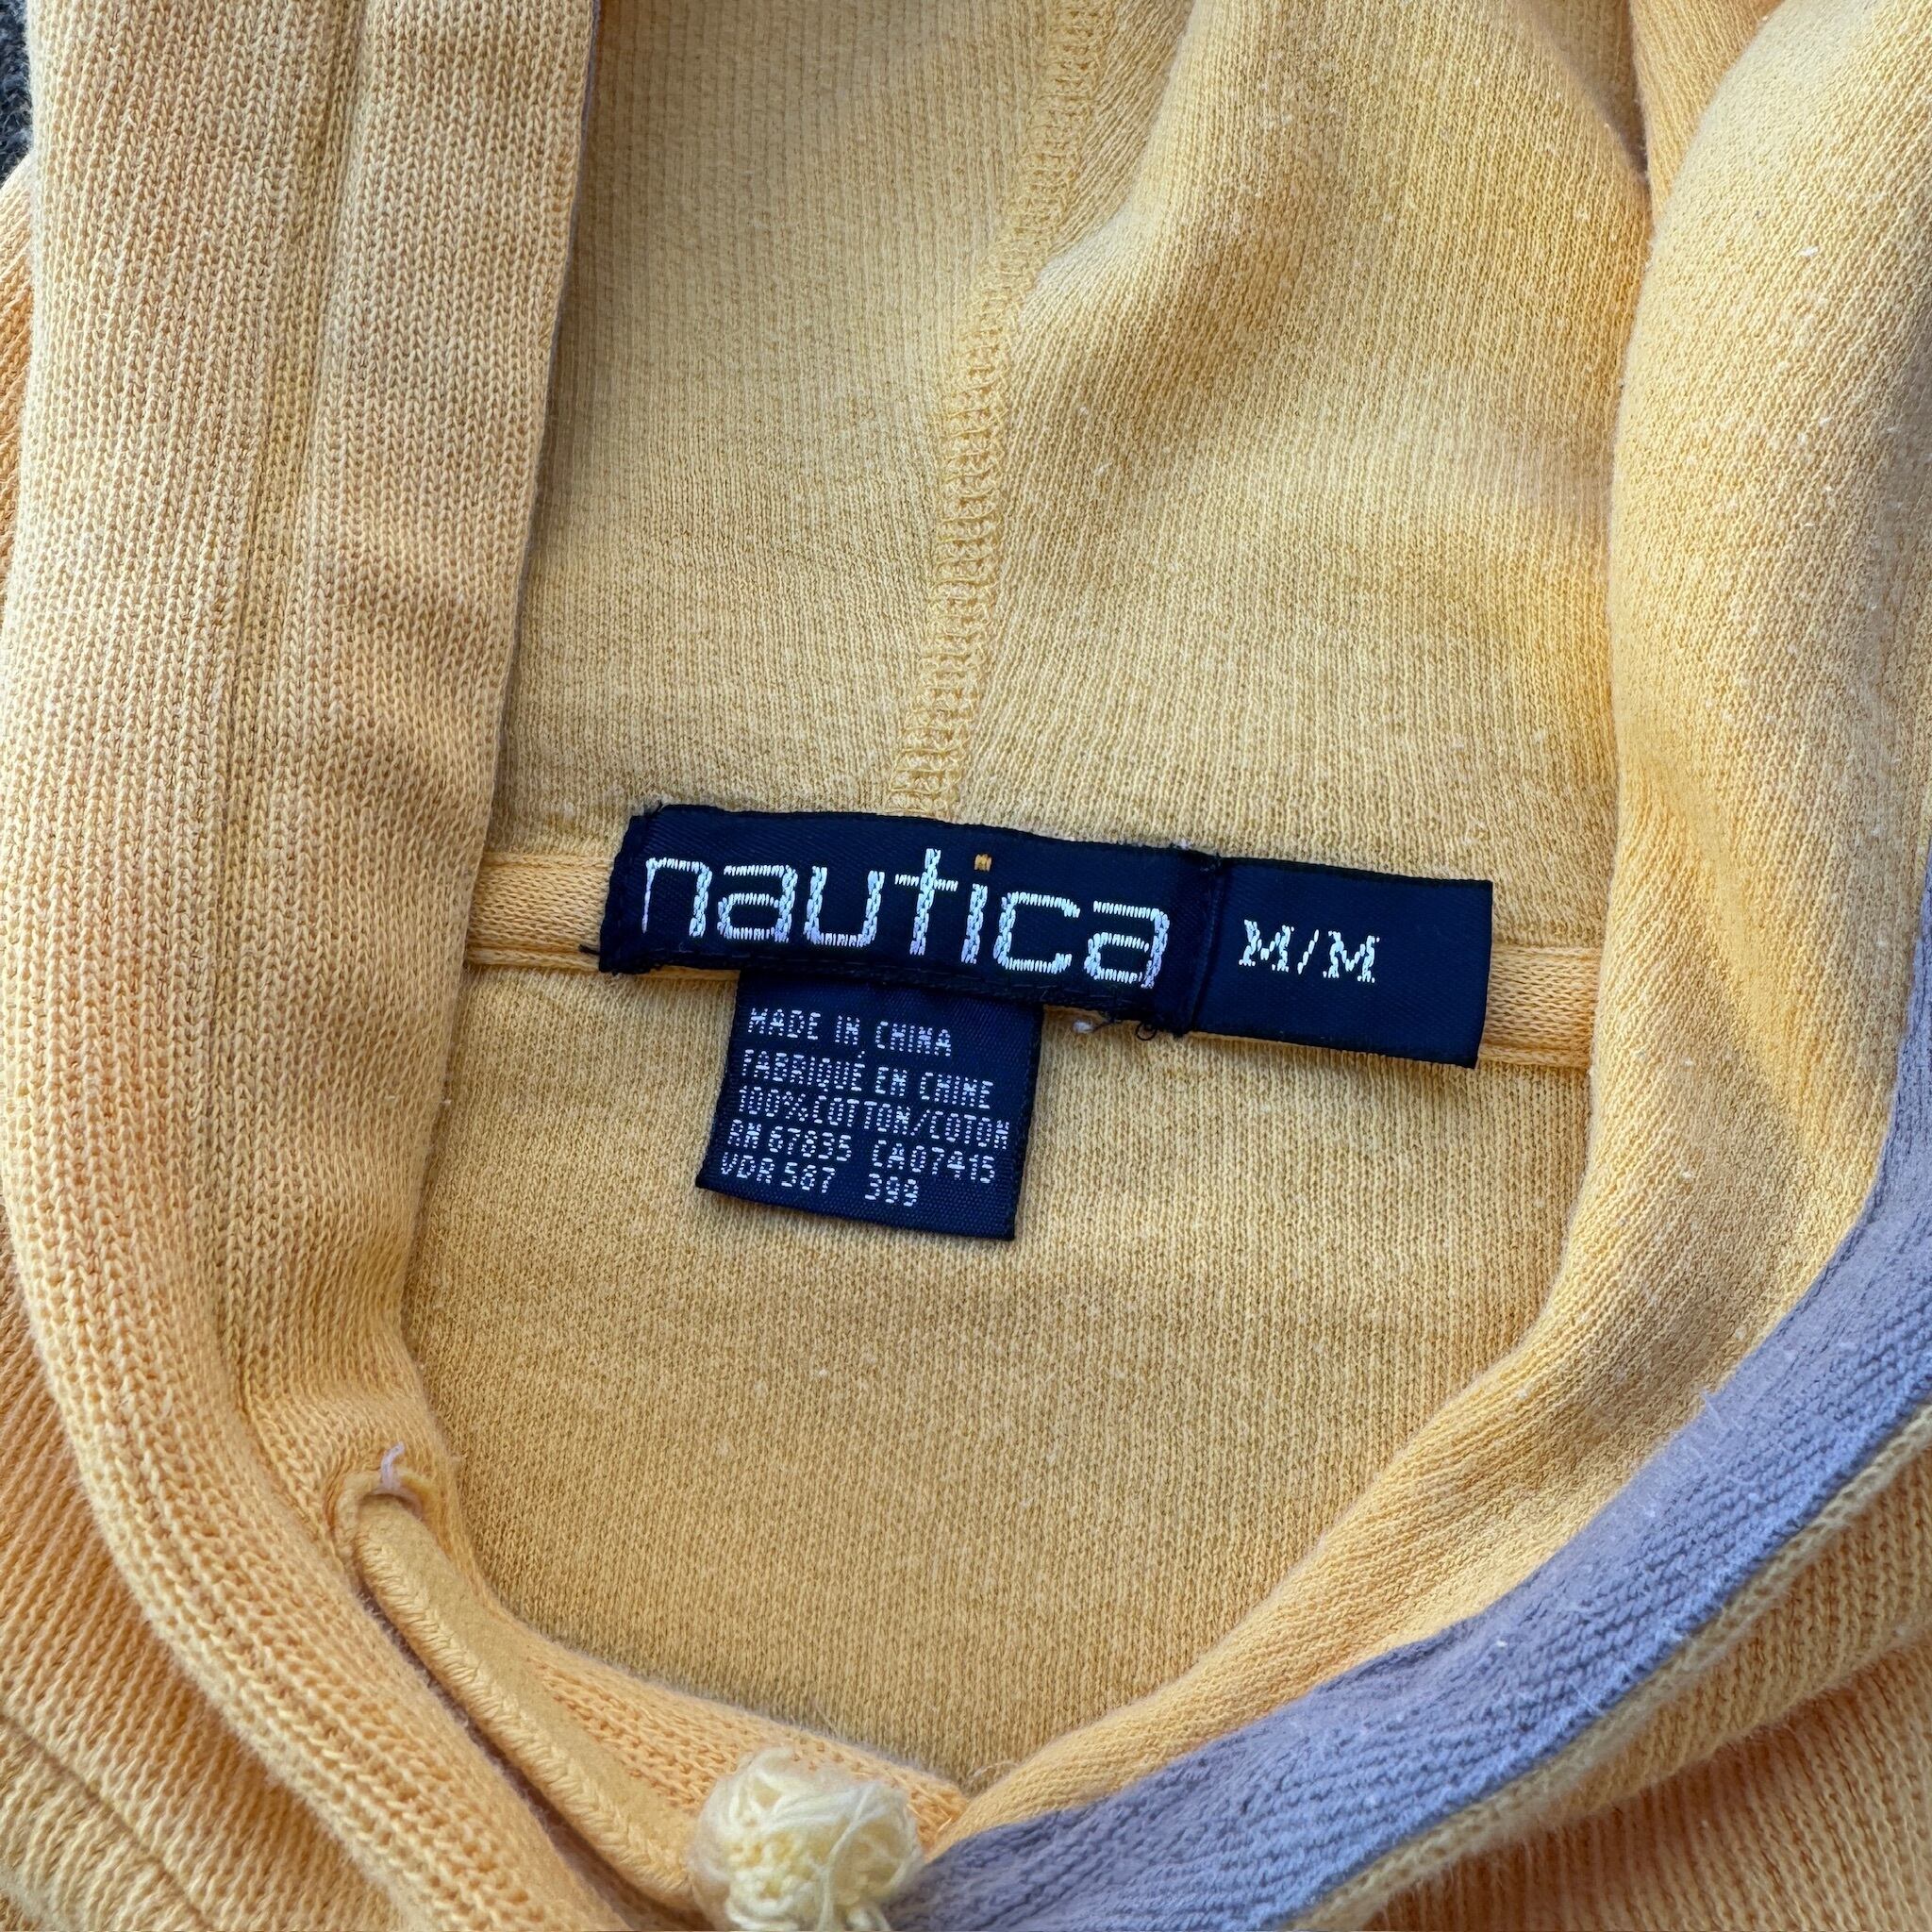 nautica
M/M
MADE IN CHINA
FABRIQUÉ EN CHINE
100%COTTON/COTON
RN 67835 CA07415
VDR 587 399